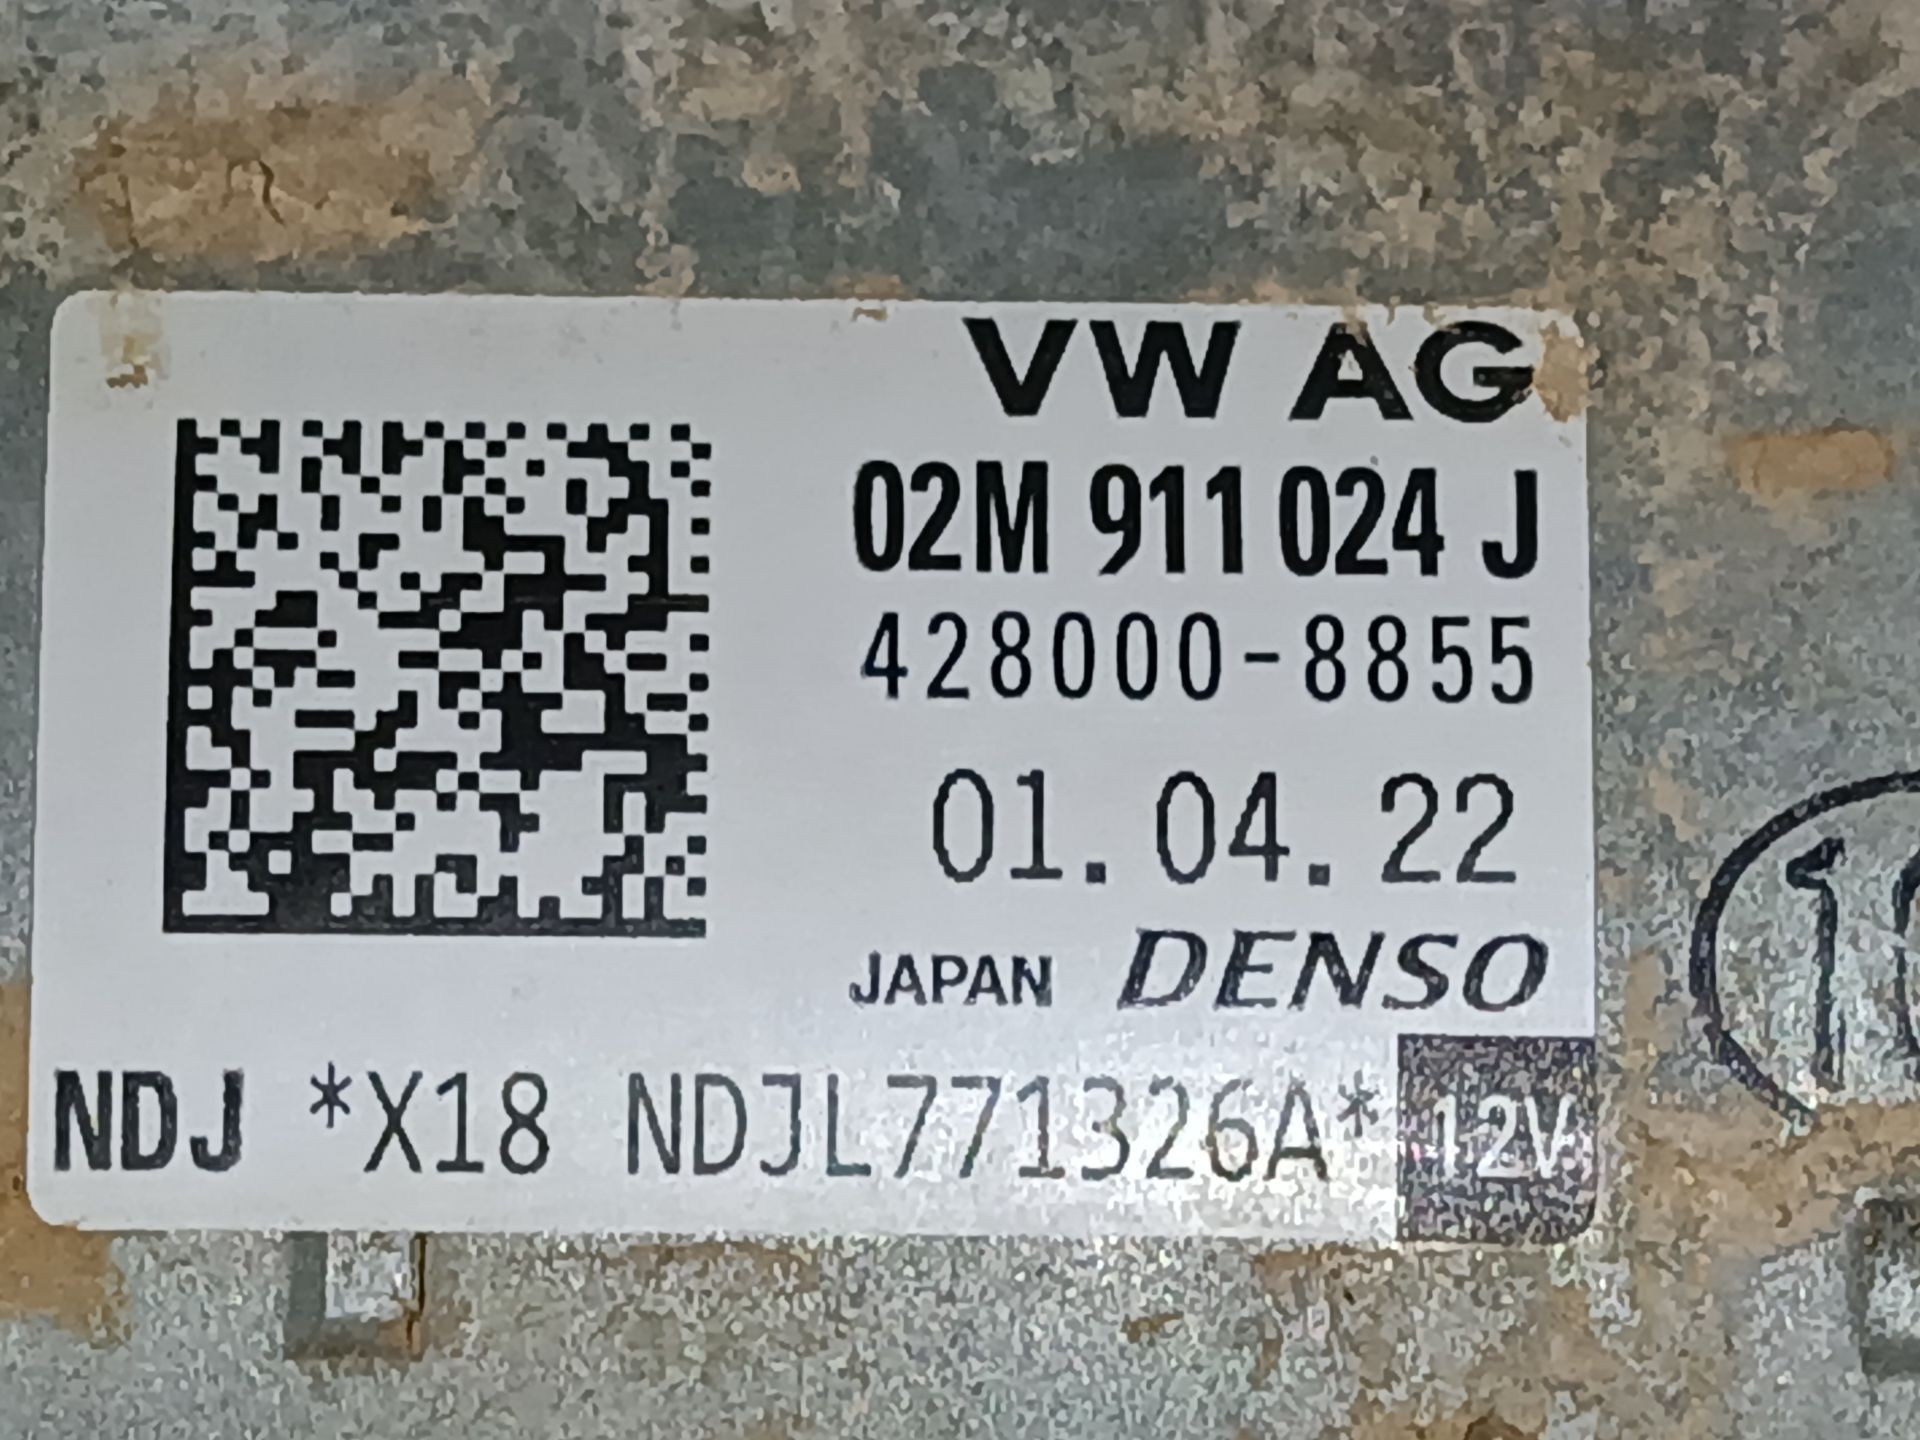 VW AG
02M 911 024 J
428000-8855
01.04.22
JAPAN DENSO
NDJ *X18 NDJL771326A* 12V